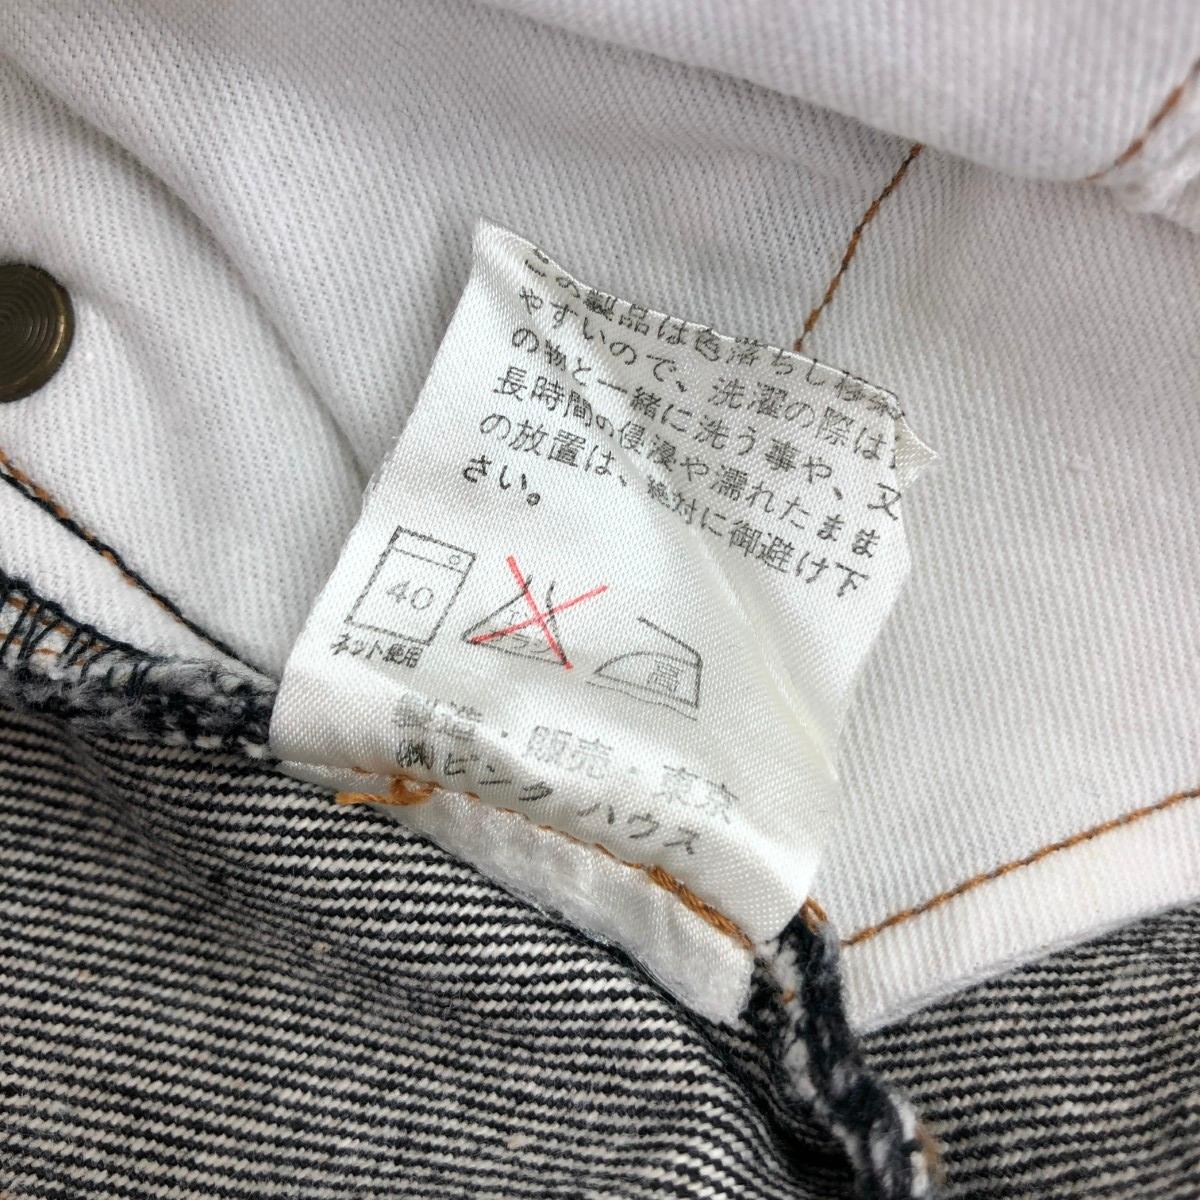 この製品は色落ちし移染
やすいので、洗濯の際は
の物と一緒に洗う事や、又
長時間の侵漫や濡れたまま
の放置は、絶対に御避け下
さい。
40 高
ネット使用
製造・販売・東京
㈱ピンクハウス